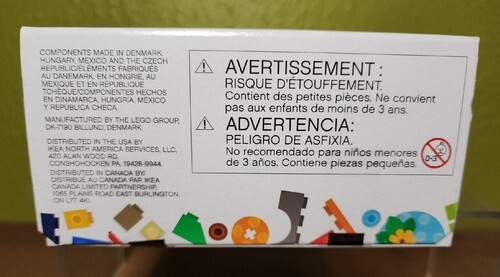 COMPONENTS MADE IN DENMARK,
HUNGARY, MEXICO AND THE CZECH
REPUBLIC/ÉLÉMENTS FABRIQUÉS
AU DANEMARK, EN HONGRIE, AU
MEXIQUE ET EN RÉPUBLIQUE
TCHÈQUE/COMPONENTES HECHOS
EN DINAMARCA, HUNGRÍA, MÉXICO
Y REPÚBLICA CHECA.
MANUFACTURED BY THE LEGO GROUP,
DK-7190 BILLUND, DENMARK.
DISTRIBUTED IN THE USA BY
IKEA NORTH AMERICA SERVICES, LLC,
420 ALAN WOOD RD,
CONSHOHOCKEN PA, 19428-9944.
DISTRIBUTED IN CANADA BY/
DISTRIBUÉ AU CANADA PAR IKEA
CANADA LIMITED PARTNERSHIP,
1065 PLAINS ROAD EAST BURLINGTON,
ON L7T 4K1.
AVERTISSEMENT :
RISQUE D'ÉTOUFFEMENT.
Contient des petites pièces. Ne convient
pas aux enfants de moins de 3 ans.
ADVERTENCIA:
PELIGRO DE ASFIXIA.
No recomendado para niños menores
de 3 años. Contiene piezas pequeñas.
0-3